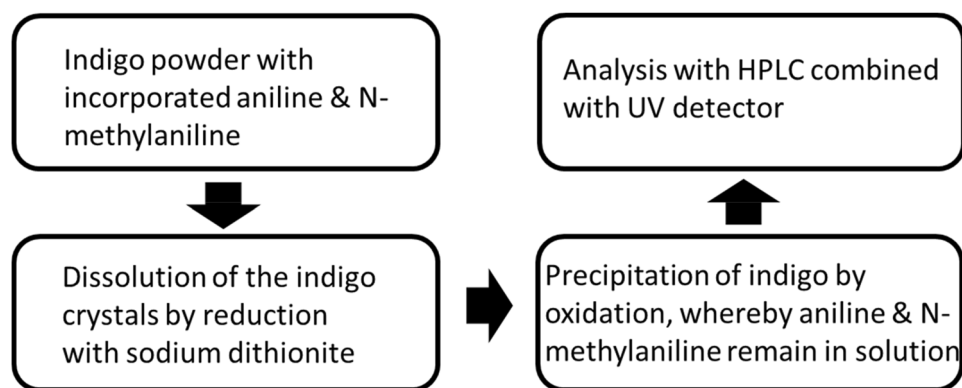 Indigo powder with
incorporated aniline & N-
methylaniline
Dissolution of the indigo
crystals by reduction
with sodium dithionite
Precipitation of indigo by
oxidation, whereby aniline & N-
methylaniline remain in solution
Analysis with HPLC combined
with UV detector